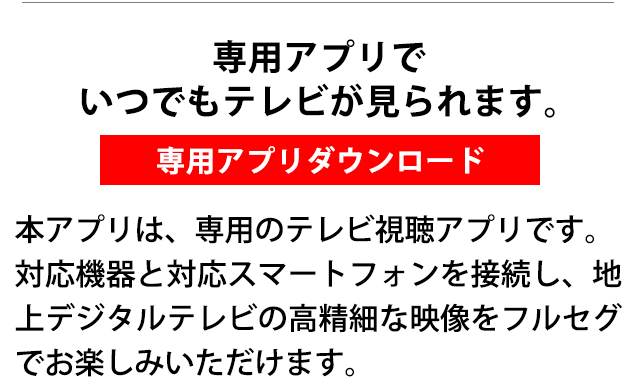 専用アプリで
いつでもテレビが見られます。
専用アプリダウンロード
本アプリは、専用のテレビ視聴アプリです。
対応機器と対応スマートフォンを接続し、地
上デジタルテレビの高精細な映像をフルセグ
でお楽しみいただけます。